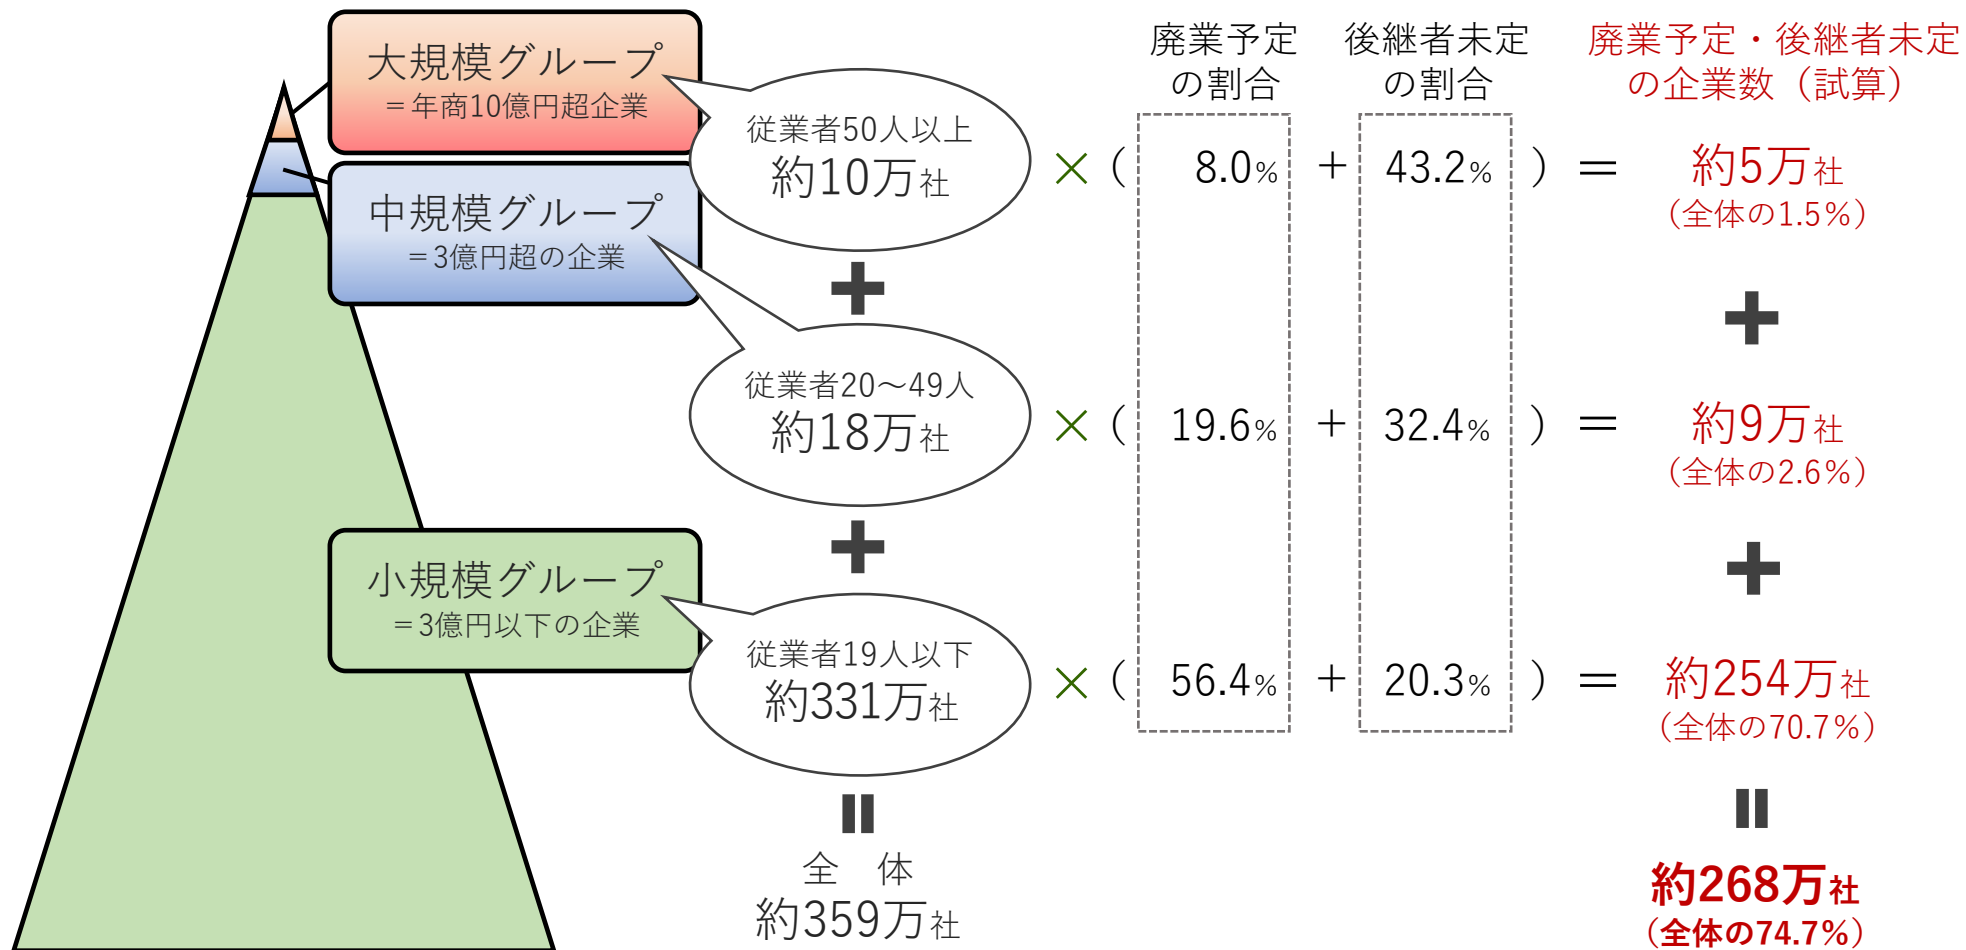 廃業予定
の割合
後継者未定
の割合
廃業予定・後継者未定
の企業数（試算）
大規模グループ
＝年商10億円超企業
従業者50人以上
約10万社
×（ 8.0% ＋ 43.2% ）＝
約5万社
（全体の1.5%）
中規模グループ
＝3億円超の企業
＋
＋
従業者20～49人
約18万社
×（ 19.6% ＋ 32.4% ）＝
約9万社
（全体の2.6%）
＋
＋
小規模グループ
＝3億円以下の企業
従業者19人以下
約331万社
×（ 56.4% ＋ 20.3% ）＝
約254万社
（全体の70.7%）
＝
＝
全　体
約359万社
約268万社
（全体の74.7%）